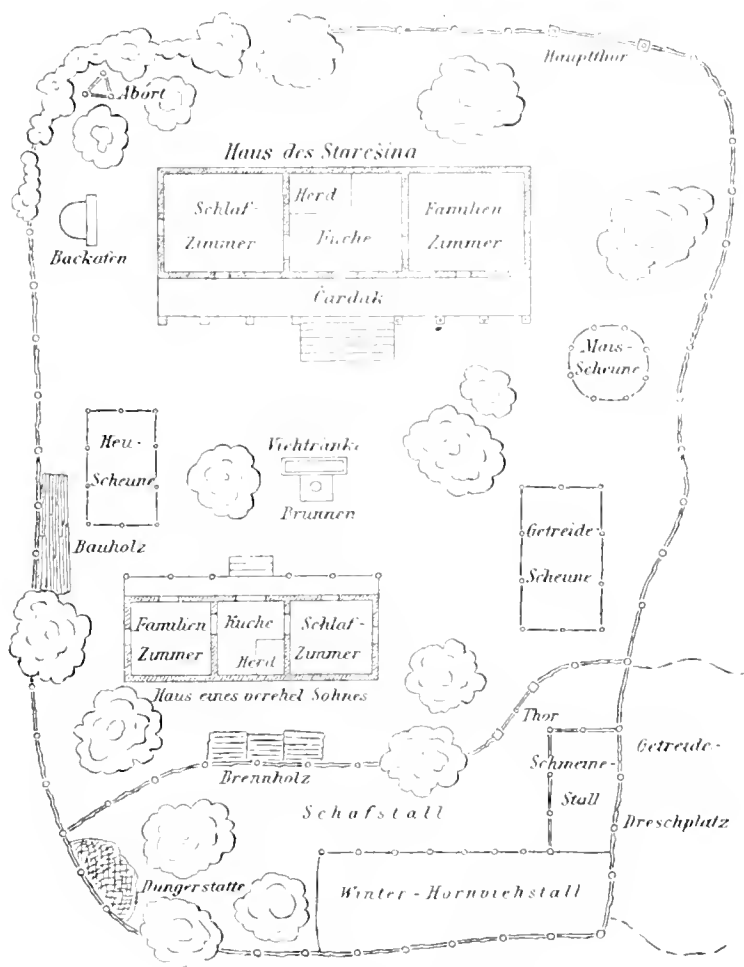 Hauptthor
Abort
Haus des Starešina
Schlaf-
Zimmer
Herd
Küche
Familien
Zimmer
Backofen
Čardak
Mais-
Scheune
Heu-
Scheune
Viehtränke
Brunnen
Bauholz
Getreide-
Scheune
Familien
Zimmer
Küche
Herd
Schlaf-
Zimmer
Haus eines verehel Sohnes
Thor
Brennholz
Schweine-
Stall
Getreide-
Dreschplatz
Schafstall
Düngerstätte
Winter-Hornviehstall